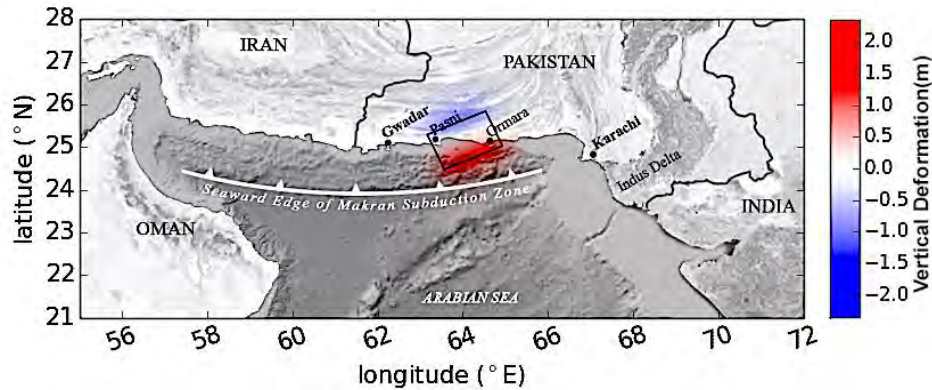 28
27
26
25
24
23
22
21
latitude (°N)
IRAN
PAKISTAN
Gwadar
Pasni
Ormara
Karachi
Indus Delta
Seaward Edge of Makran Subduction Zone
OMAN
INDIA
ARABIAN SEA
56 58 60 62 64 66 68 70 72
longitude (°E)
2.0
1.5
1.0
0.5
0.0
−0.5
−1.0
−1.5
−2.0
Vertical Deformation(m)